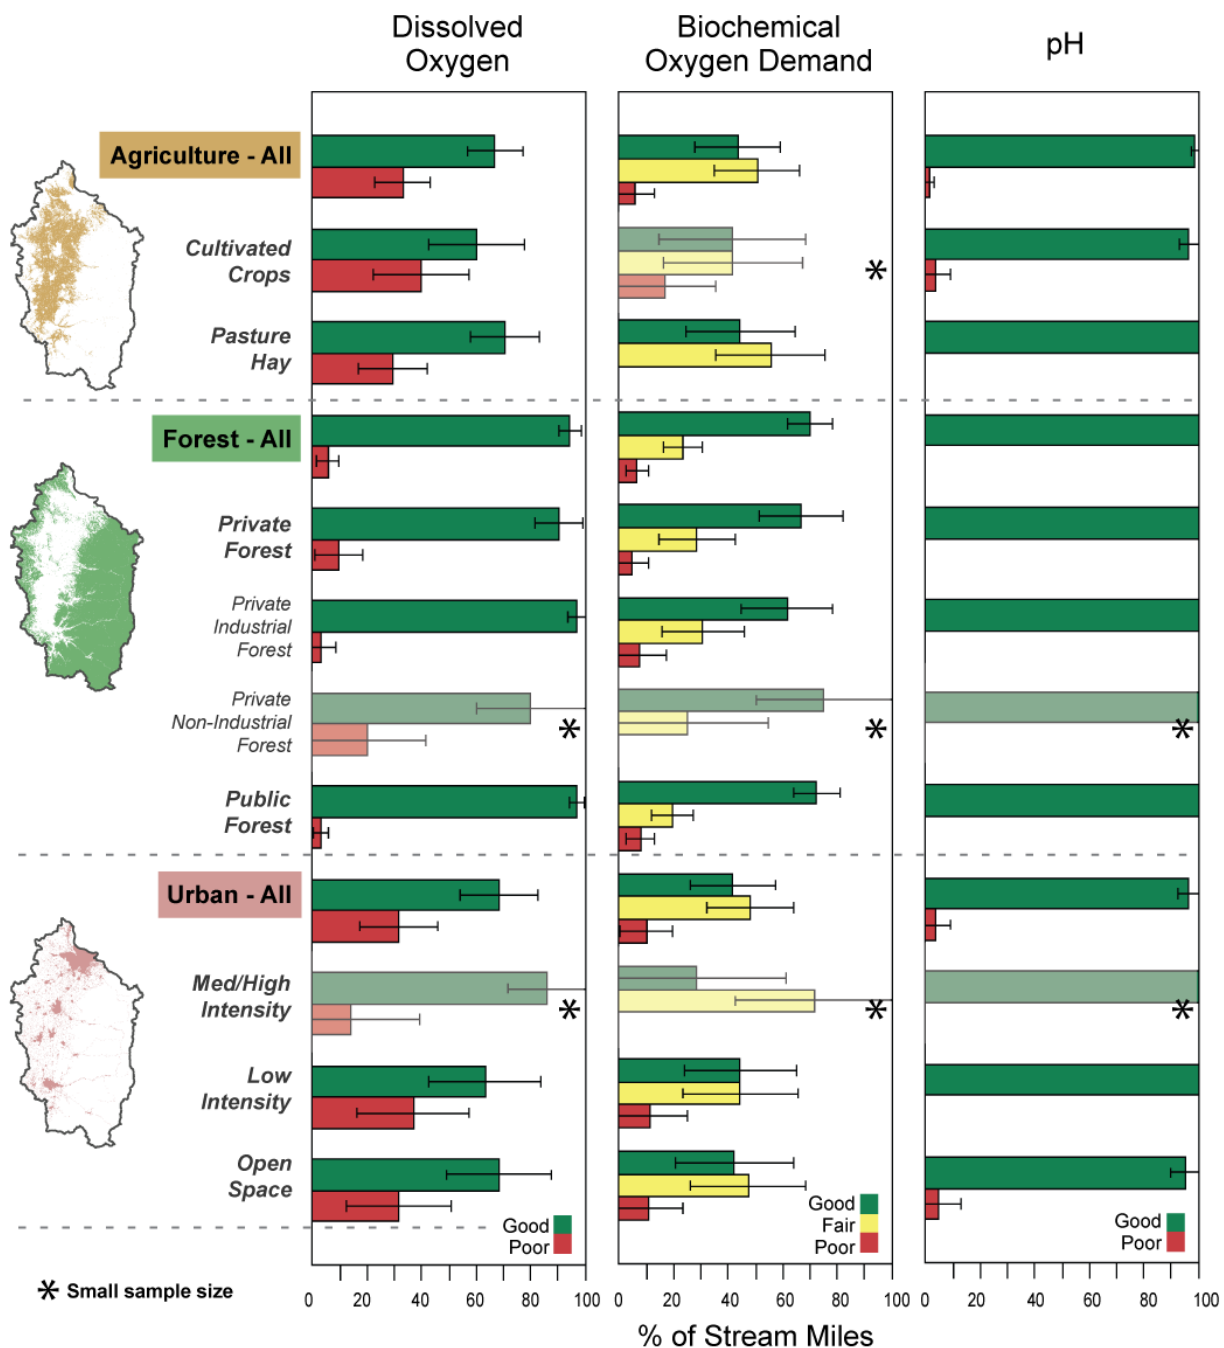 Dissolved
Oxygen
Biochemical
Oxygen Demand
pH
Agriculture - All
Cultivated
Crops
*
Pasture
Hay
Forest - All
Private
Forest
Private
Industrial
Forest
Private
Non-Industrial
Forest
* * *
Public
Forest
Urban - All
Med/High
Intensity
* * *
Low
Intensity
Open
Space
Good
Poor
Good
Fair
Poor
Good
Poor
* Small sample size
0 20 40 60 80 100
0 20 40 60 80 100
0 20 40 60 80 100
% of Stream Miles